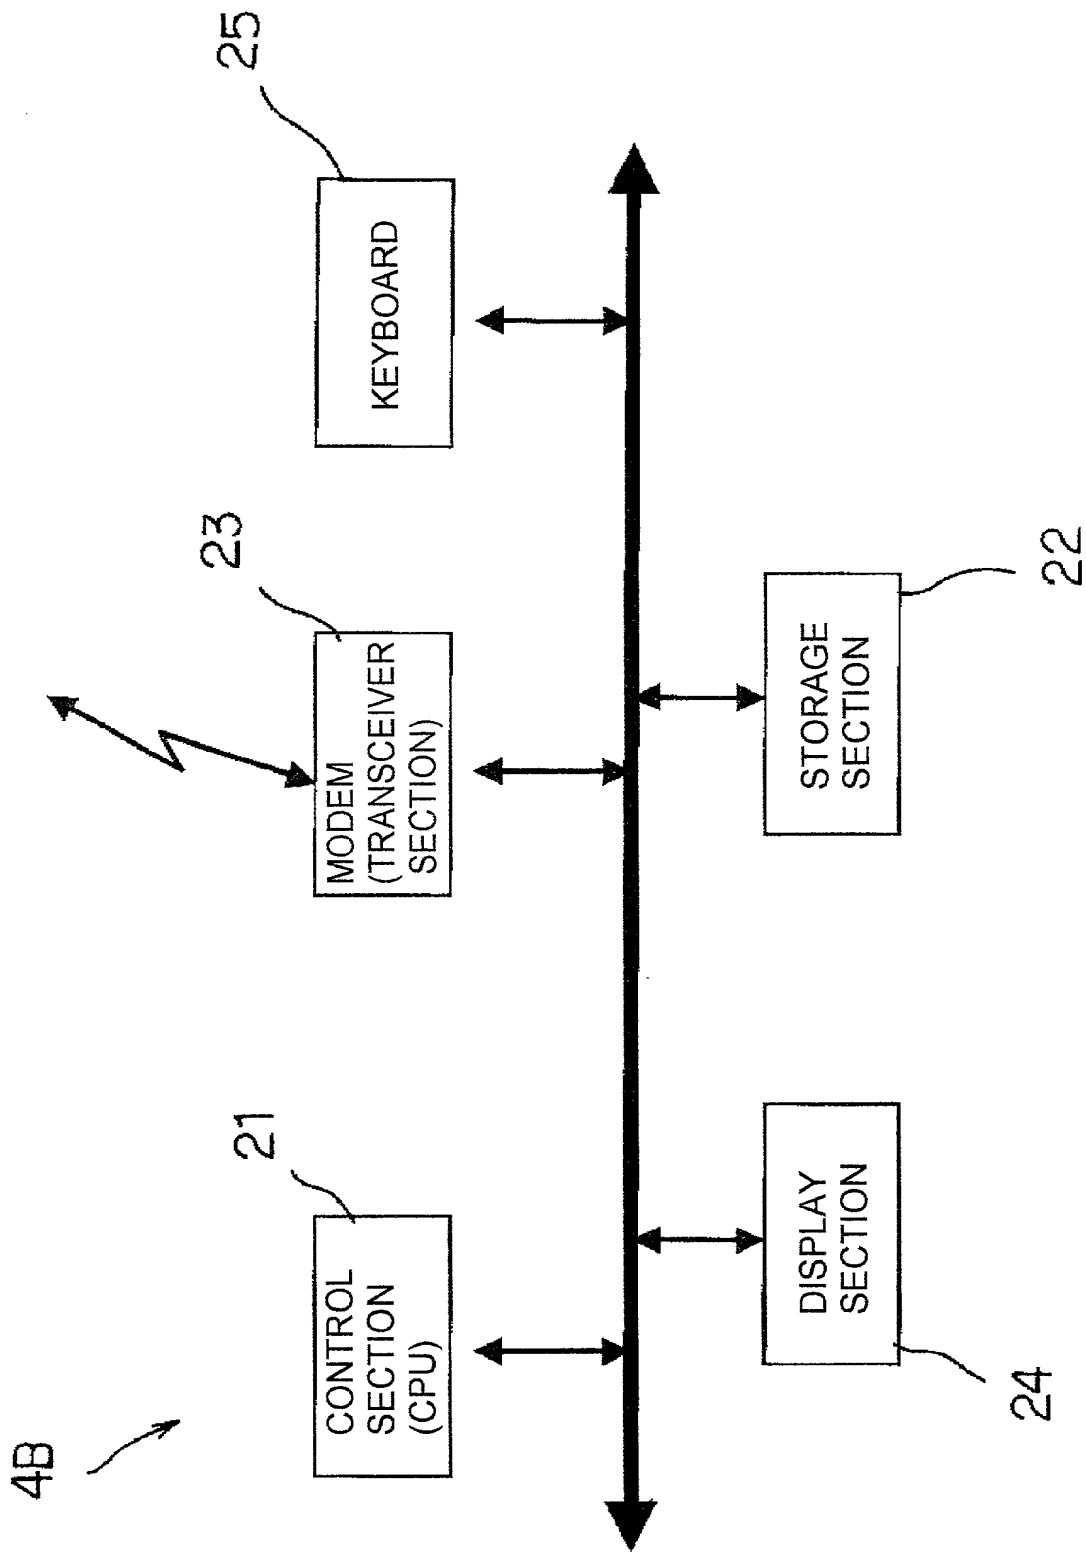 4B
21
CONTROL
SECTION
(CPU)
23
MODEM
(TRANSCEIVER
SECTION)
25
KEYBOARD
DISPLAY
SECTION
24
STORAGE
SECTION
22